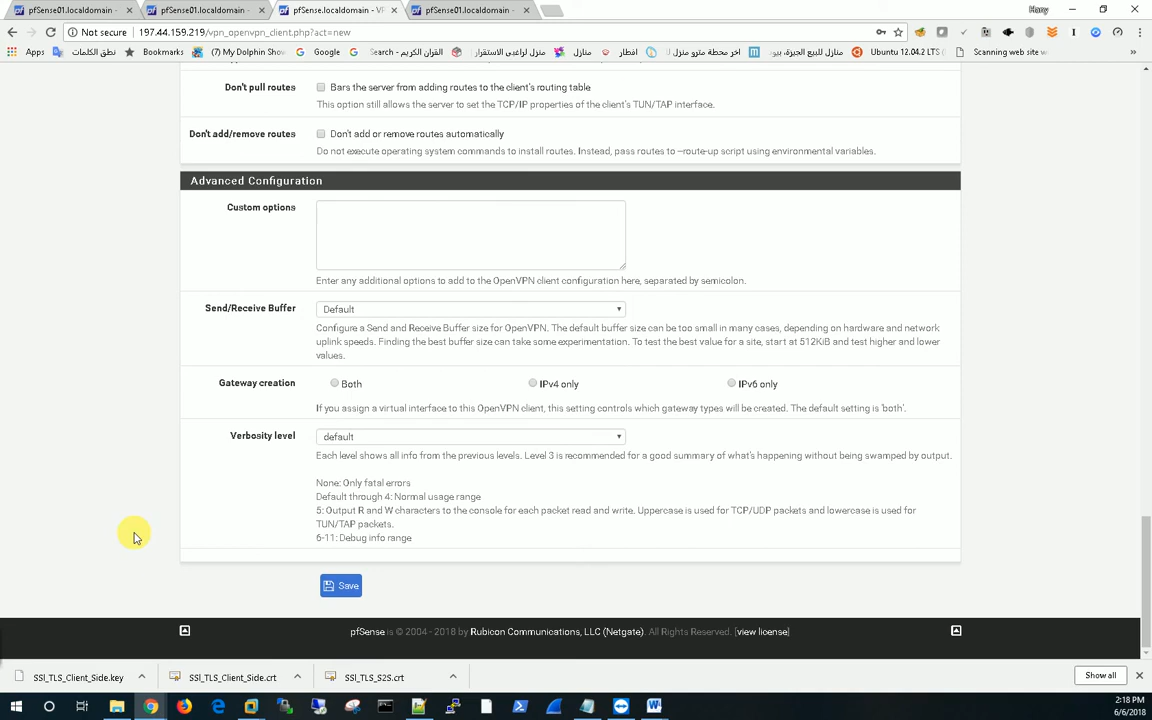 pfSense01.localdomain -
pfSense01.localdomain -
pfSense.localdomain - VP
pfSense01.localdomain -
Hany
Not secure | 197.44.159.219/vpn_openvpn_client.php?act=new
Apps
نطق الكلمات
Bookmarks
(7) My Dolphin Show
Google
القران الكريم - Search
منزل لراغبى الاستقرار
منازل
افطار
اخر محطة مترو منزل ل
منازل للبيع الجيزة، بيو
Ubuntu 12.04.2 LTS (
Scanning web site w
»
Don't pull routes
Bars the server from adding routes to the client's routing table
This option still allows the server to set the TCP/IP properties of the client's TUN/TAP interface.
Don't add/remove routes
Don't add or remove routes automatically
Do not execute operating system commands to install routes. Instead, pass routes to --route-up script using environmental variables.
Advanced Configuration
Custom options
Enter any additional options to add to the OpenVPN client configuration here, separated by semicolon.
Send/Receive Buffer
Default
Configure a Send and Receive Buffer size for OpenVPN. The default buffer size can be too small in many cases, depending on hardware and network
uplink speeds. Finding the best buffer size can take some experimentation. To test the best value for a site, start at 512KiB and test higher and lower
values.
Gateway creation
Both
IPv4 only
IPv6 only
If you assign a virtual interface to this OpenVPN client, this setting controls which gateway types will be created. The default setting is 'both'.
Verbosity level
default
Each level shows all info from the previous levels. Level 3 is recommended for a good summary of what's happening without being swamped by output.
None: Only fatal errors
Default through 4: Normal usage range
5: Output R and W characters to the console for each packet read and write. Uppercase is used for TCP/UDP packets and lowercase is used for
TUN/TAP packets.
6-11: Debug info range
Save
pfSense is © 2004 - 2018 by Rubicon Communications, LLC (Netgate). All Rights Reserved. [view license]
SSl_TLS_Client_Side.key
SSl_TLS_Client_Side.crt
SSl_TLS_S2S.crt
Show all
2:18 PM
6/6/2018